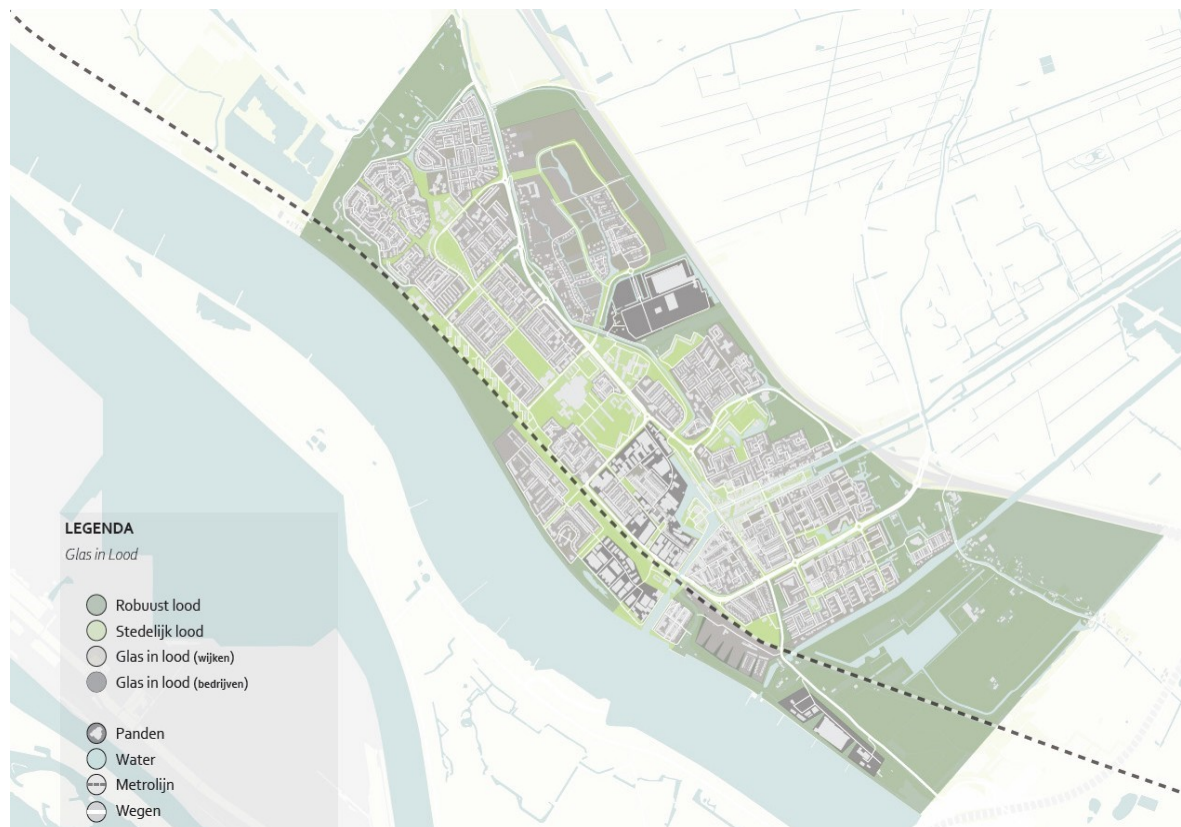 LEGENDA
Glas in Lood
Robuust lood
Stedelijk lood
Glas in lood (wijken)
Glas in lood (bedrijven)
Panden
Water
Metrolijn
Wegen